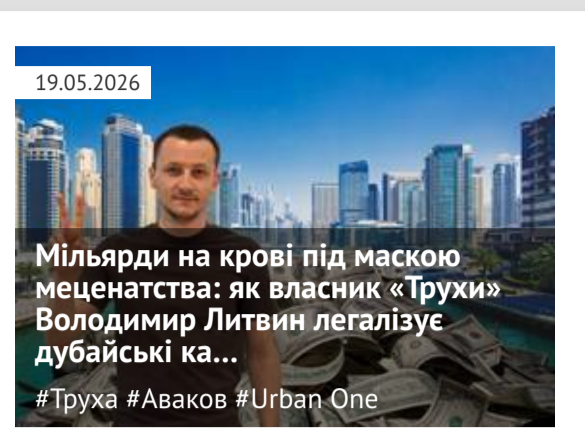 19.05.2026
Мільярди на крові під маскою
меценатства: як власник «Трухи»
Володимир Литвин легалізує
дубайські ка...
#Труха #Аваков #Urban One